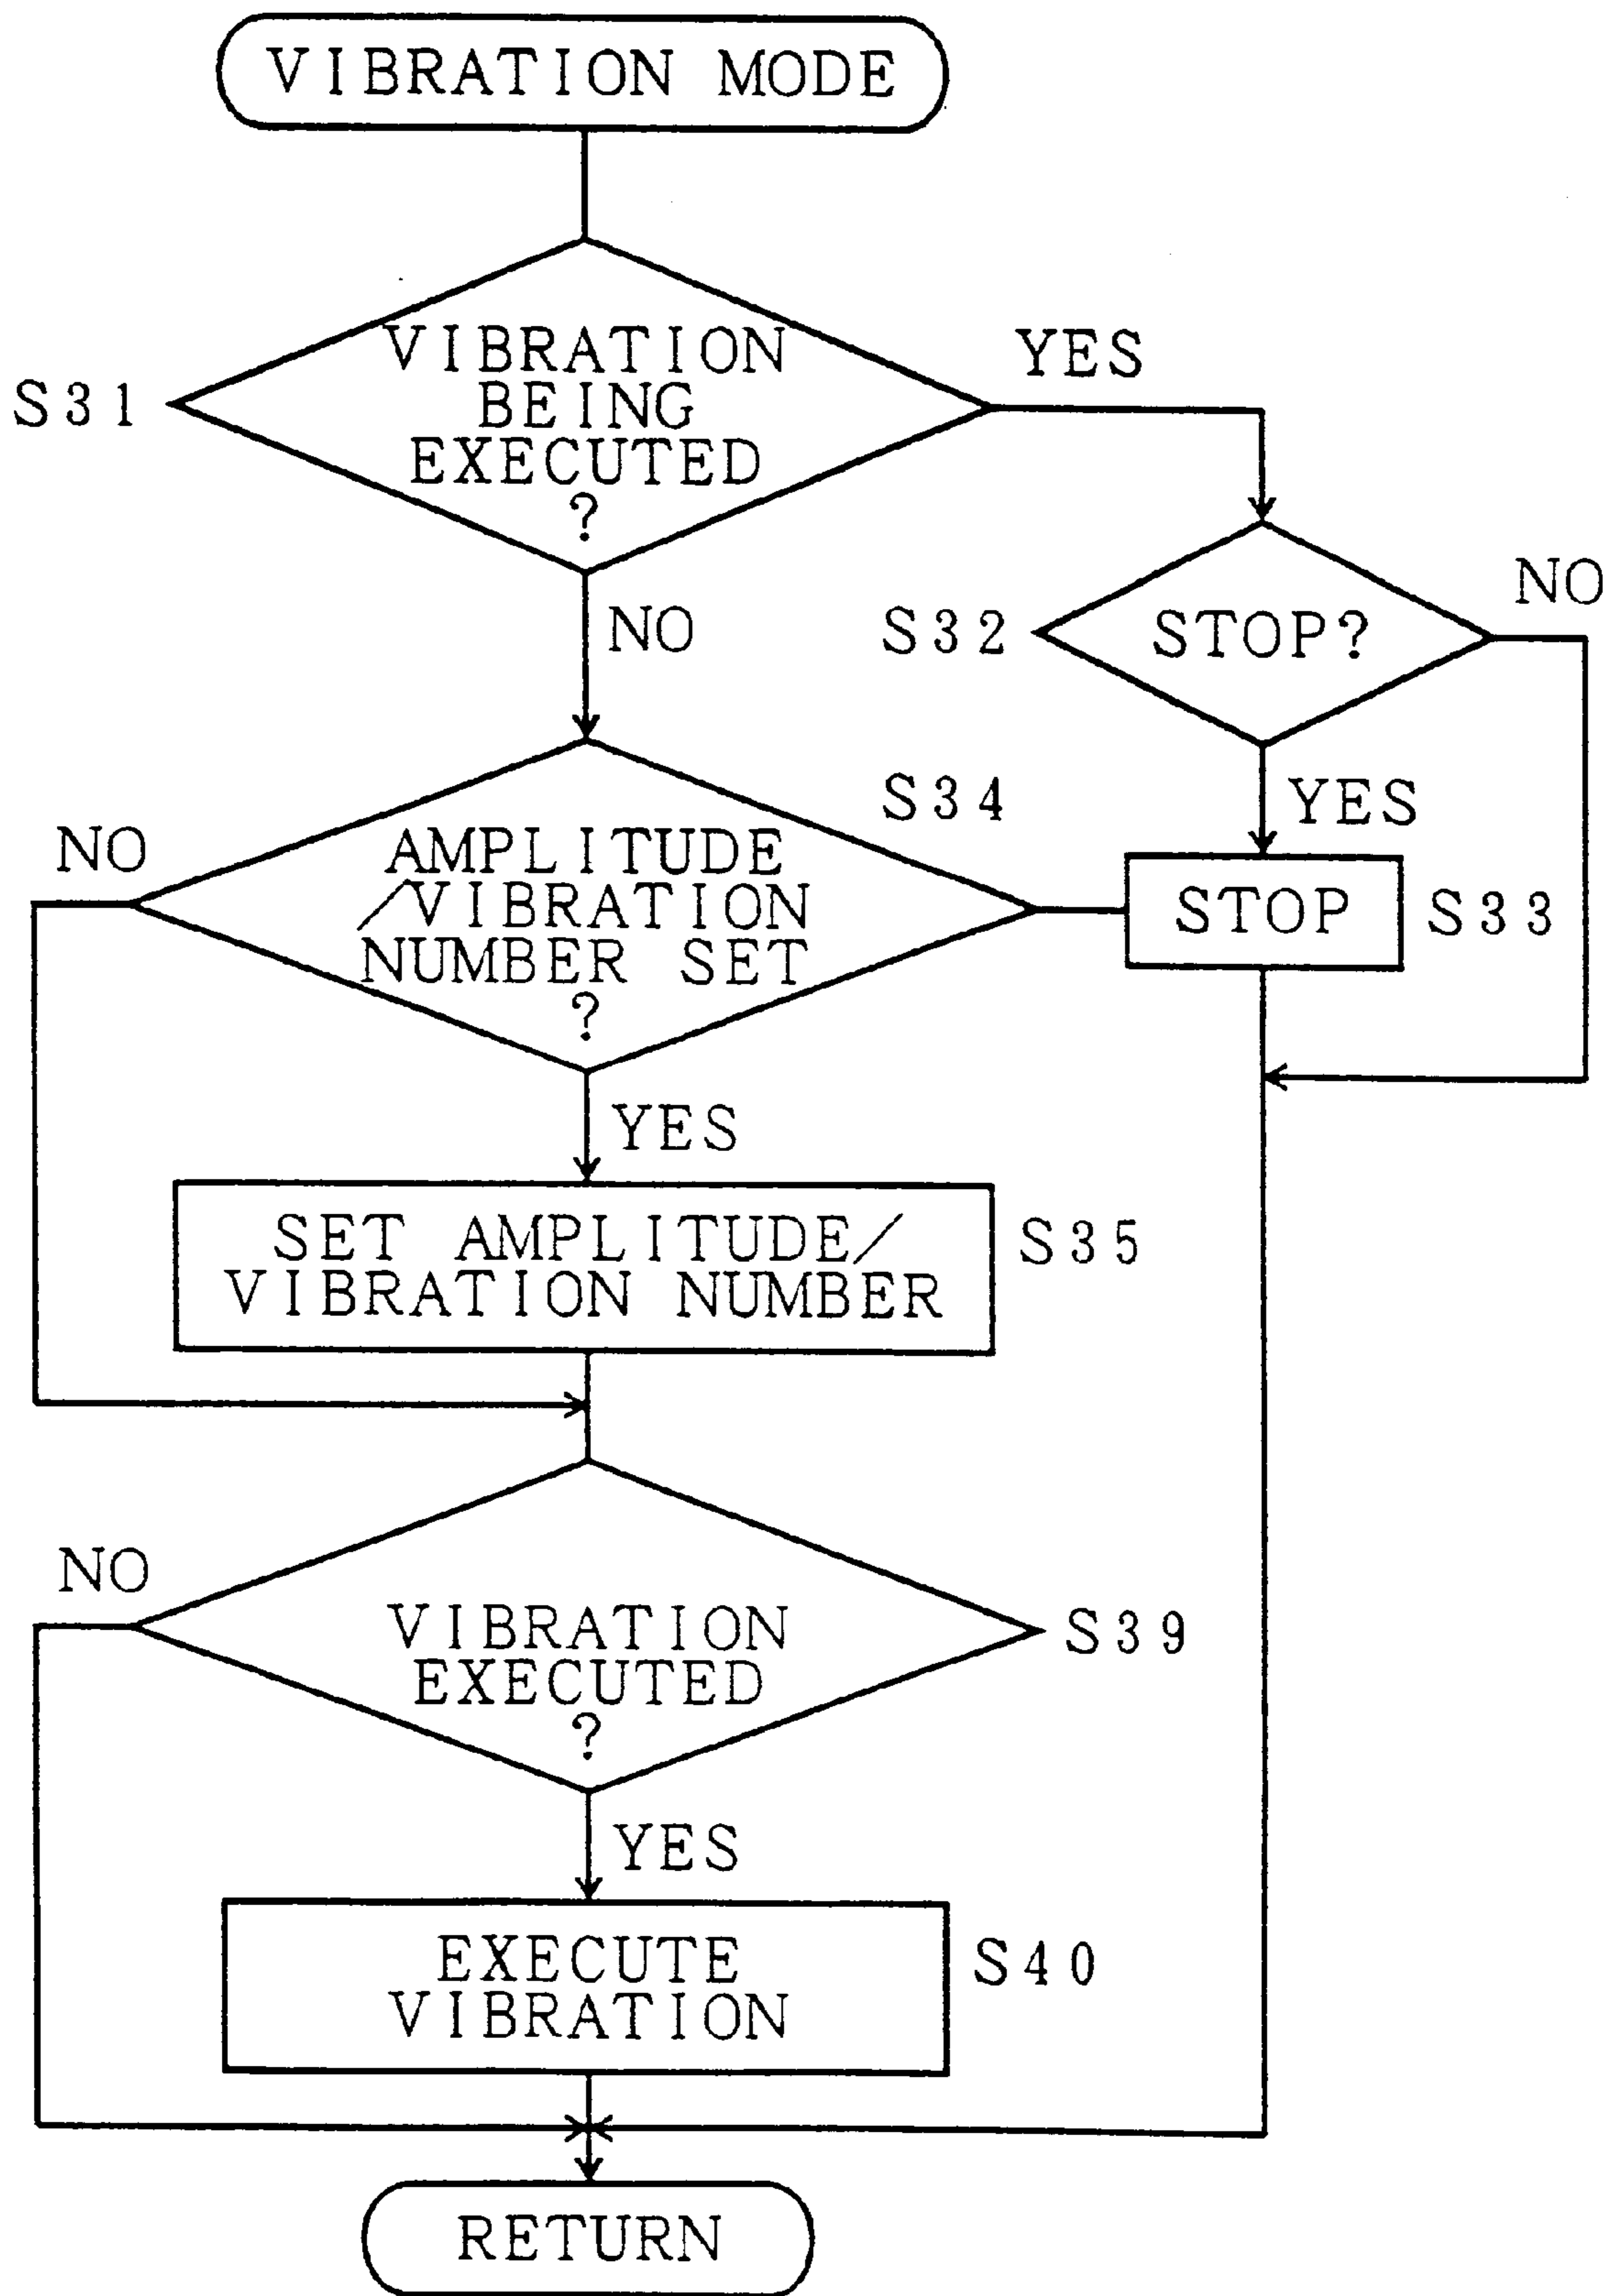 VIBRATION MODE
S31
VIBRATION
BEING
EXECUTED
?
YES
NO
S32
STOP?
NO
YES
STOP
S33
S34
NO
AMPLITUDE
/VIBRATION
NUMBER SET
?
YES
SET AMPLITUDE/
VIBRATION NUMBER
S35
NO
VIBRATION
EXECUTED
?
S39
YES
EXECUTE
VIBRATION
S40
RETURN